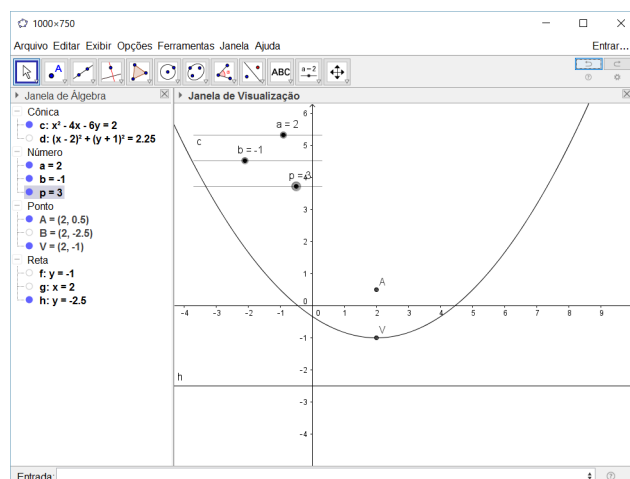 1000×750
Arquivo Editar Exibir Opções Ferramentas Janela Ajuda Entrar...
A ABC a=2
Janela de Álgebra
Cônica
c: x² - 4x - 6y = 2
d: (x - 2)² + (y + 1)² = 2.25
Número
a = 2
b = -1
p = 3
Ponto
A = (2, 0.5)
B = (2, -2.5)
V = (2, -1)
Reta
f: y = -1
g: x = 2
h: y = -2.5
Janela de Visualização
6
a = 2
c
b = -1
p = 3
4
3
2
1
A
0
-4 -3 -2 -1 0 1 2 3 4 5 6 7 8 9
V
-1
-2
h
-3
-4
Entrada: